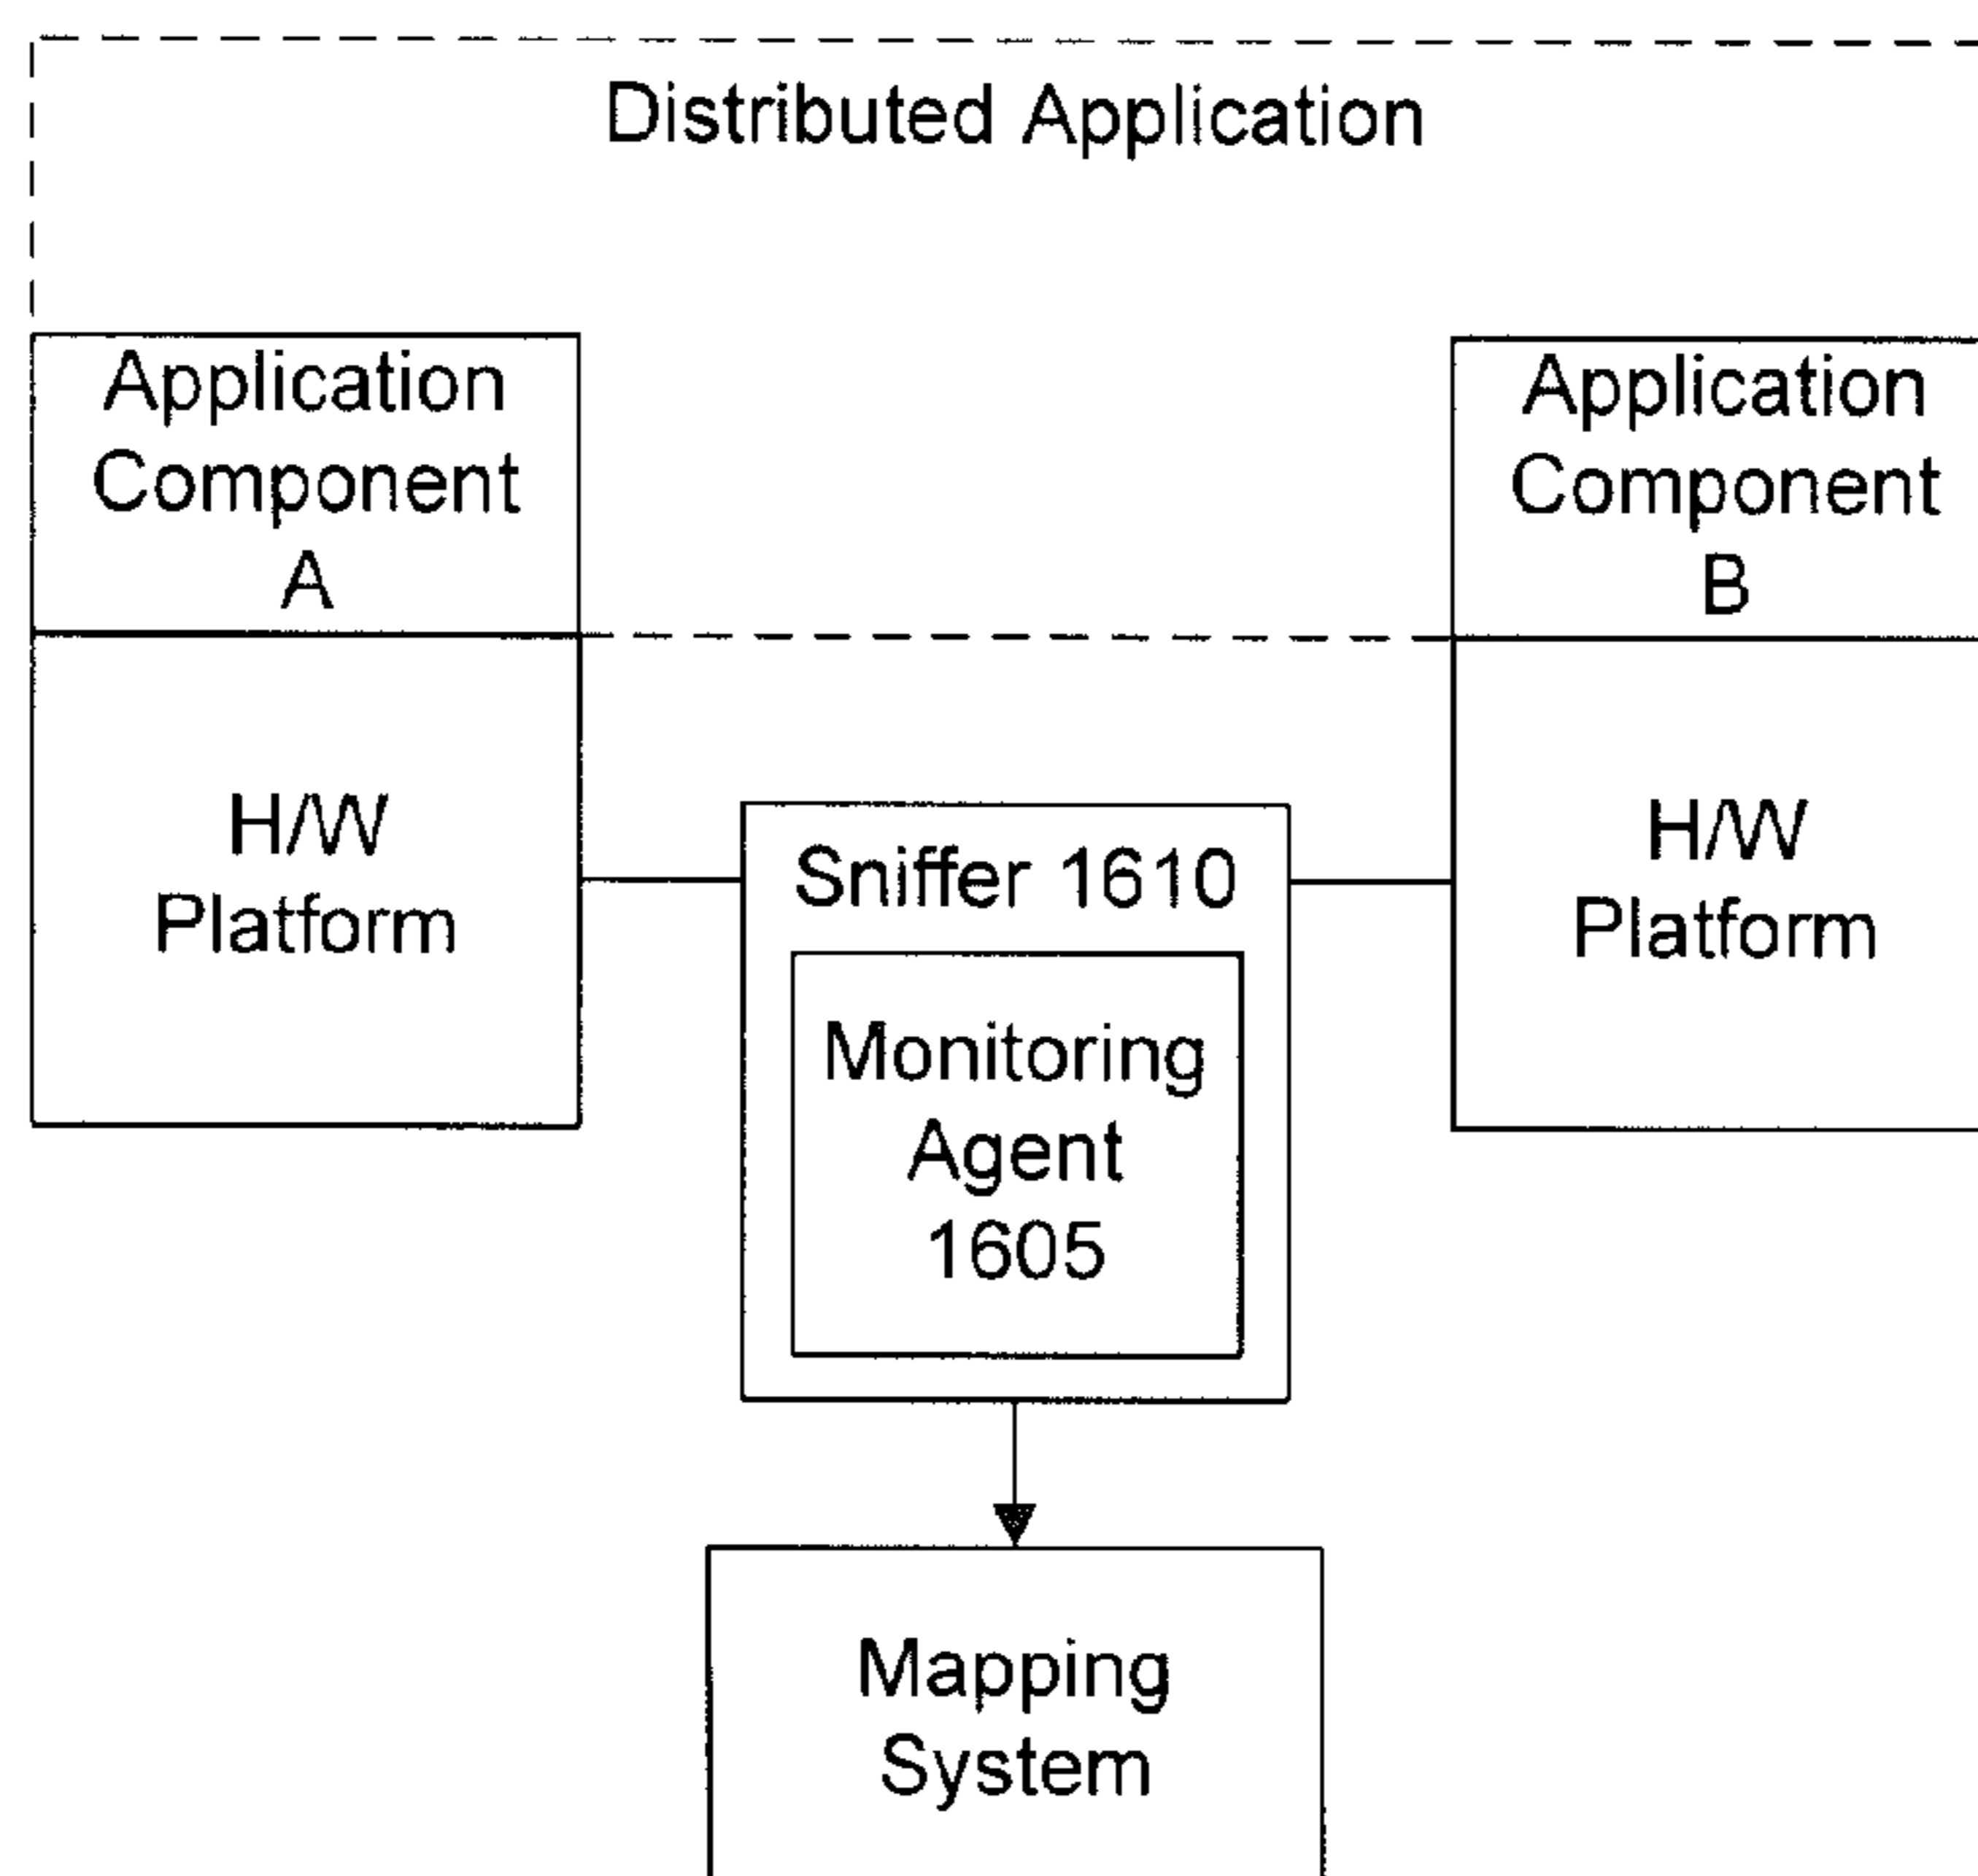 Distributed Application
Application
Component
A
Application
Component
B
H/W
Platform
Sniffer 1610
Monitoring
Agent
1605
H/W
Platform
Mapping
System